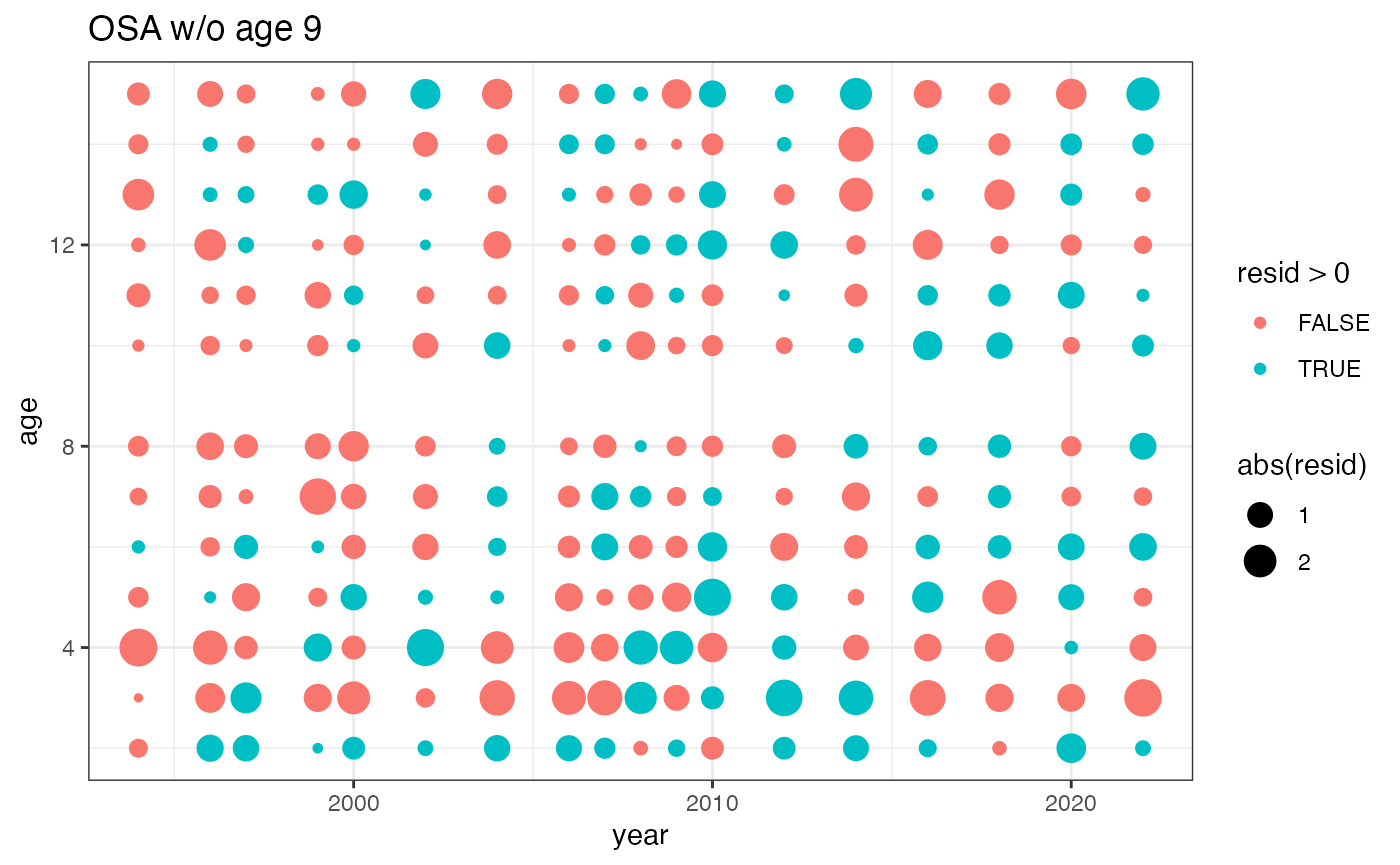 OSA w/o age 9
12
8
4
age
2000
2010
2020
year
resid > 0
FALSE
TRUE
abs(resid)
1
2